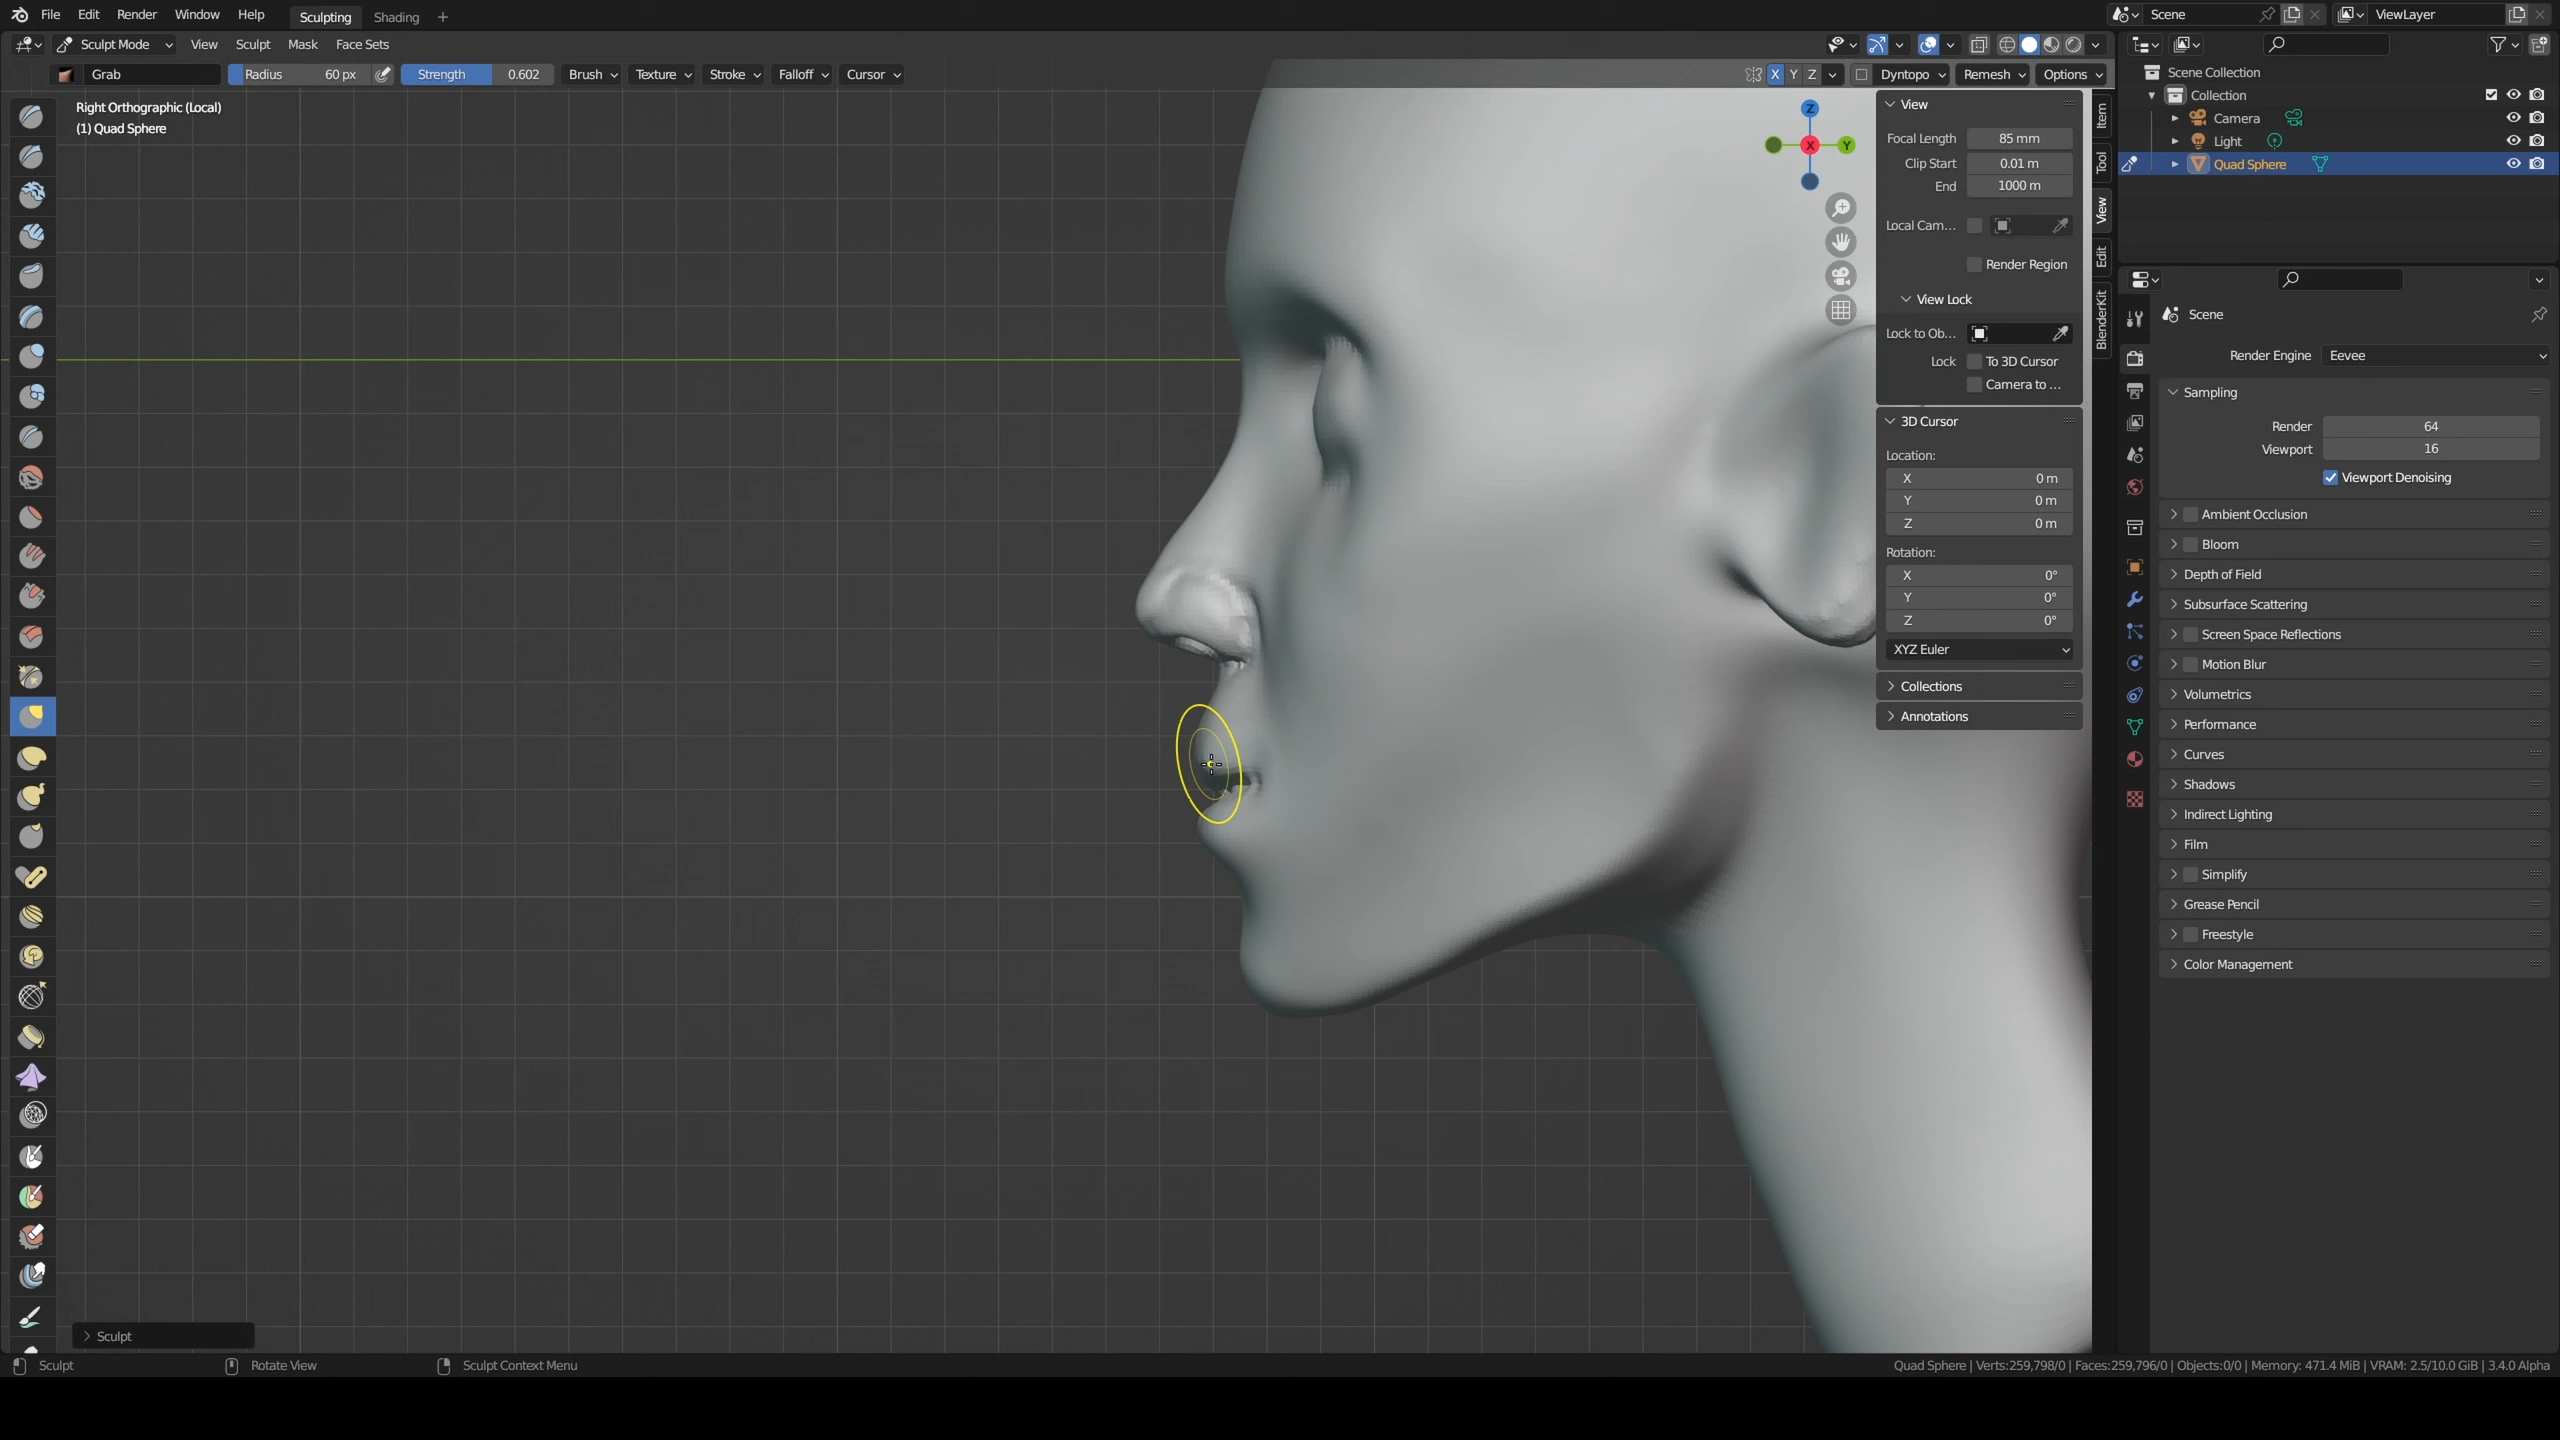 File Edit Render Window Help Sculpting Shading + Scene ViewLayer
Sculpt Mode View Sculpt Mask Face Sets
Grab Radius 60 px Strength 0.602 Brush Texture Stroke Falloff Cursor X Y Z Dyntopo Remesh Options
Right Orthographic (Local)
(1) Quad Sphere
Z
X
Y
View
Focal Length 85 mm
Clip Start 0.01 m
End 1000 m
Local Cam...
Render Region
View Lock
Lock to Ob...
Lock To 3D Cursor
Camera to ...
3D Cursor
Location:
X 0 m
Y 0 m
Z 0 m
Rotation:
X 0°
Y 0°
Z 0°
XYZ Euler
Collections
Annotations
Item
Tool
View
Edit
BlenderKit
Scene Collection
Collection
Camera
Light
Quad Sphere
Scene
Render Engine Eevee
Sampling
Render 64
Viewport 16
Viewport Denoising
Ambient Occlusion
Bloom
Depth of Field
Subsurface Scattering
Screen Space Reflections
Motion Blur
Volumetrics
Performance
Curves
Shadows
Indirect Lighting
Film
Simplify
Grease Pencil
Freestyle
Color Management
Sculpt
Sculpt Rotate View Sculpt Context Menu Quad Sphere | Verts:259,798/0 | Faces:259,796/0 | Objects:0/0 | Memory: 471.4 MiB | VRAM: 2.5/10.0 GiB | 3.4.0 Alpha